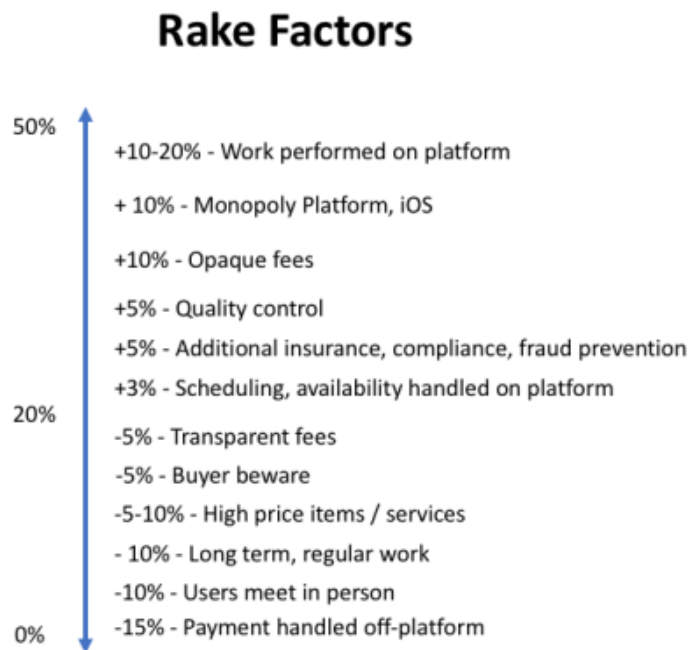 Rake Factors
50%
+10-20% - Work performed on platform
+ 10% - Monopoly Platform, iOS
+10% - Opaque fees
+5% - Quality control
+5% - Additional insurance, compliance, fraud prevention
+3% - Scheduling, availability handled on platform
20%
-5% - Transparent fees
-5% - Buyer beware
-5-10% - High price items / services
- 10% - Long term, regular work
-10% - Users meet in person
-15% - Payment handled off-platform
0%